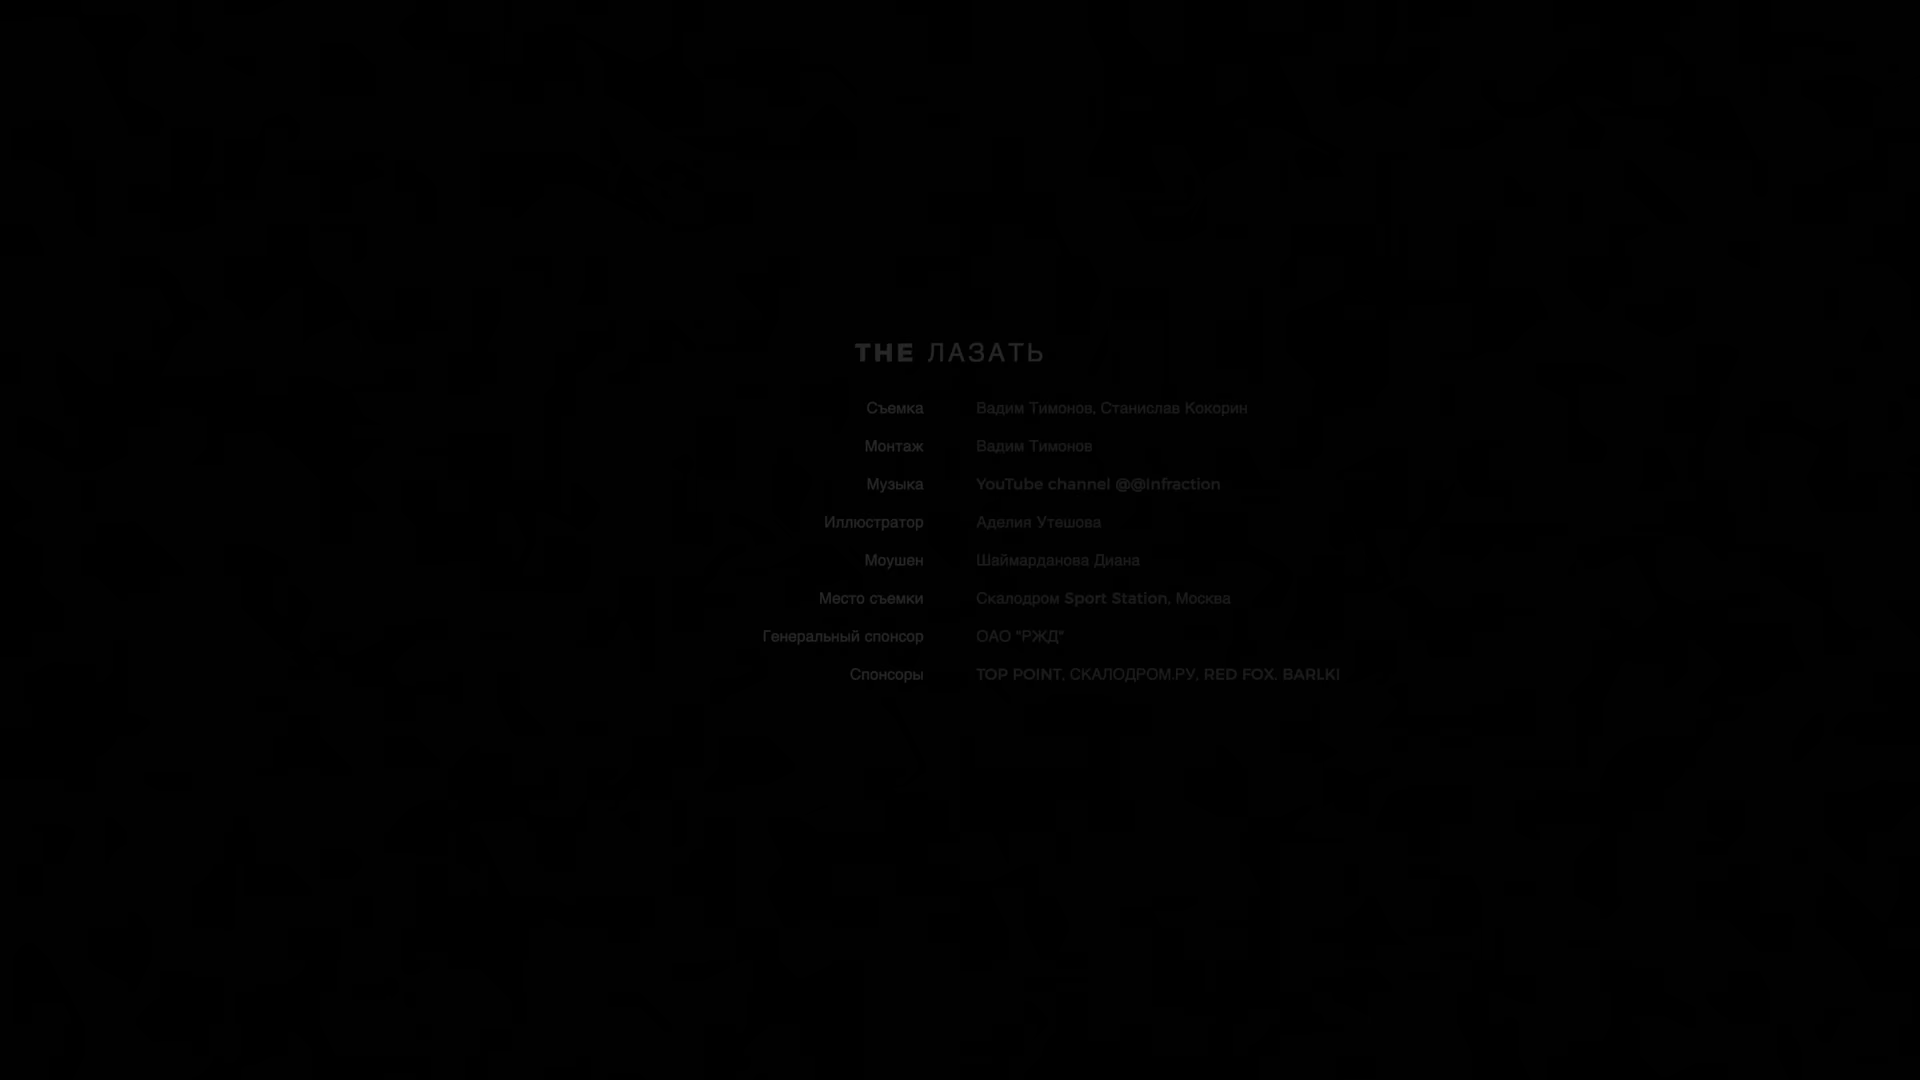 THE ЛАЗАТЬ
Съемка Вадим Тимонов, Станислав Кокорин
Монтаж Вадим Тимонов
Музыка YouTube channel @@Infraction
Иллюстратор Аделия Утешова
Моушен Шаймарданова Диана
Место съемки Скалодром Sport Station, Москва
Генеральный спонсор ОАО "РЖД"
Спонсоры TOP POINT, СКАЛОДРОМ.РУ, RED FOX, BARLKI